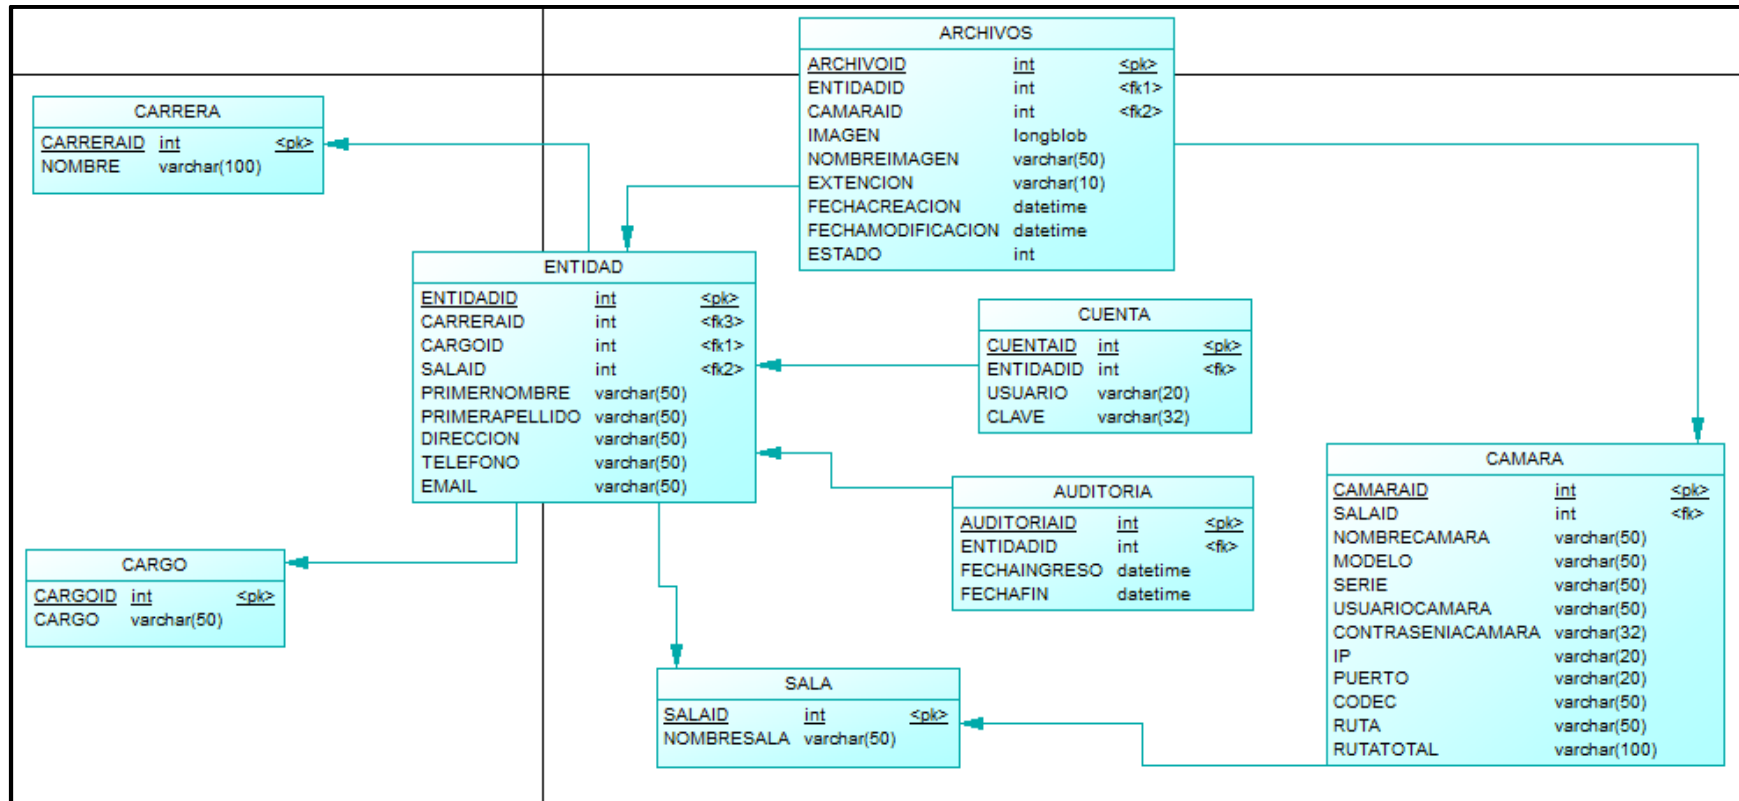 ARCHIVOS
ARCHIVOID int <pk>
ENTIDADID int <fk1>
CAMARAID int <fk2>
IMAGEN longblob
NOMBREIMAGEN varchar(50)
EXTENCION varchar(10)
FECHACREACION datetime
FECHAMODIFICACION datetime
ESTADO int
CARRERA
CARRERAID int <pk>
NOMBRE varchar(100)
ENTIDAD
ENTIDADID int <pk>
CARRERAID int <fk3>
CARGOID int <fk1>
SALAID int <fk2>
PRIMERNOMBRE varchar(50)
PRIMERAPELLIDO varchar(50)
DIRECCION varchar(50)
TELEFONO varchar(50)
EMAIL varchar(50)
CUENTA
CUENTAID int <pk>
ENTIDADID int <fk>
USUARIO varchar(20)
CLAVE varchar(32)
AUDITORIA
AUDITORIAID int <pk>
ENTIDADID int <fk>
FECHAINGRESO datetime
FECHAFIN datetime
CAMARA
CAMARAID int <pk>
SALAID int <fk>
NOMBRECAMARA varchar(50)
MODELO varchar(50)
SERIE varchar(50)
USUARIOCAMARA varchar(50)
CONTRASENIACAMARA varchar(32)
IP varchar(20)
PUERTO varchar(20)
CODEC varchar(50)
RUTA varchar(50)
RUTATOTAL varchar(100)
CARGO
CARGOID int <pk>
CARGO varchar(50)
SALA
SALAID int <pk>
NOMBRESALA varchar(50)